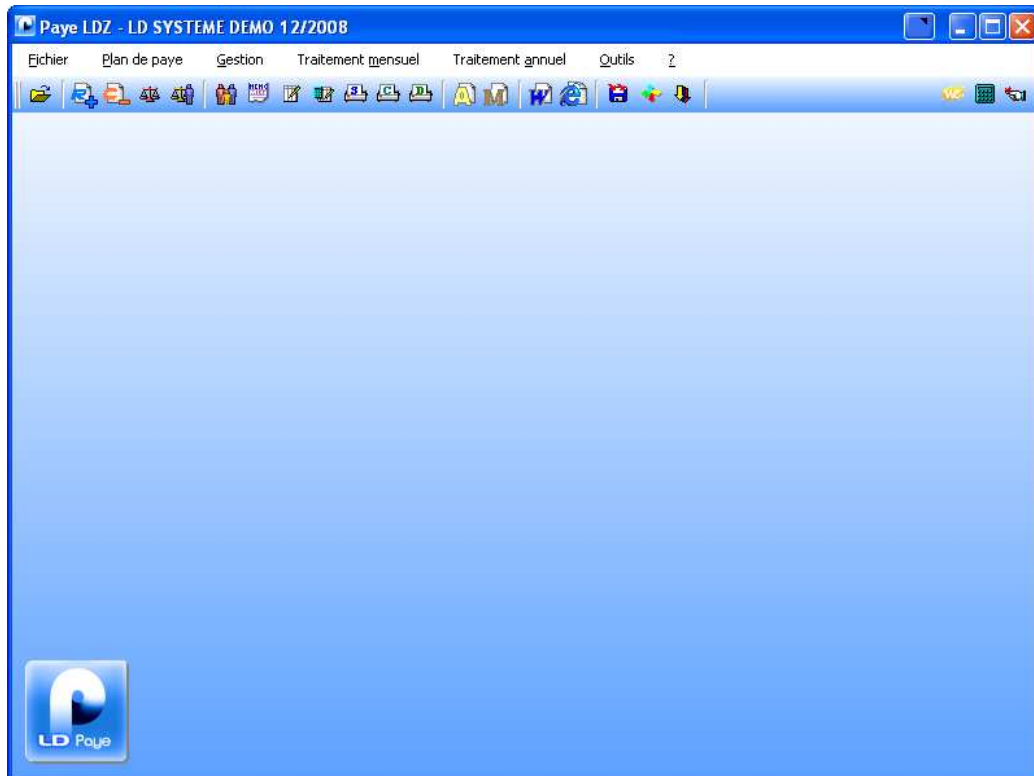 Paye LDZ - LD SYSTEME DEMO 12/2008
Fichier Plan de paye Gestion Traitement mensuel Traitement annuel Outils ?
MEMO S C D A M W
LD Paye